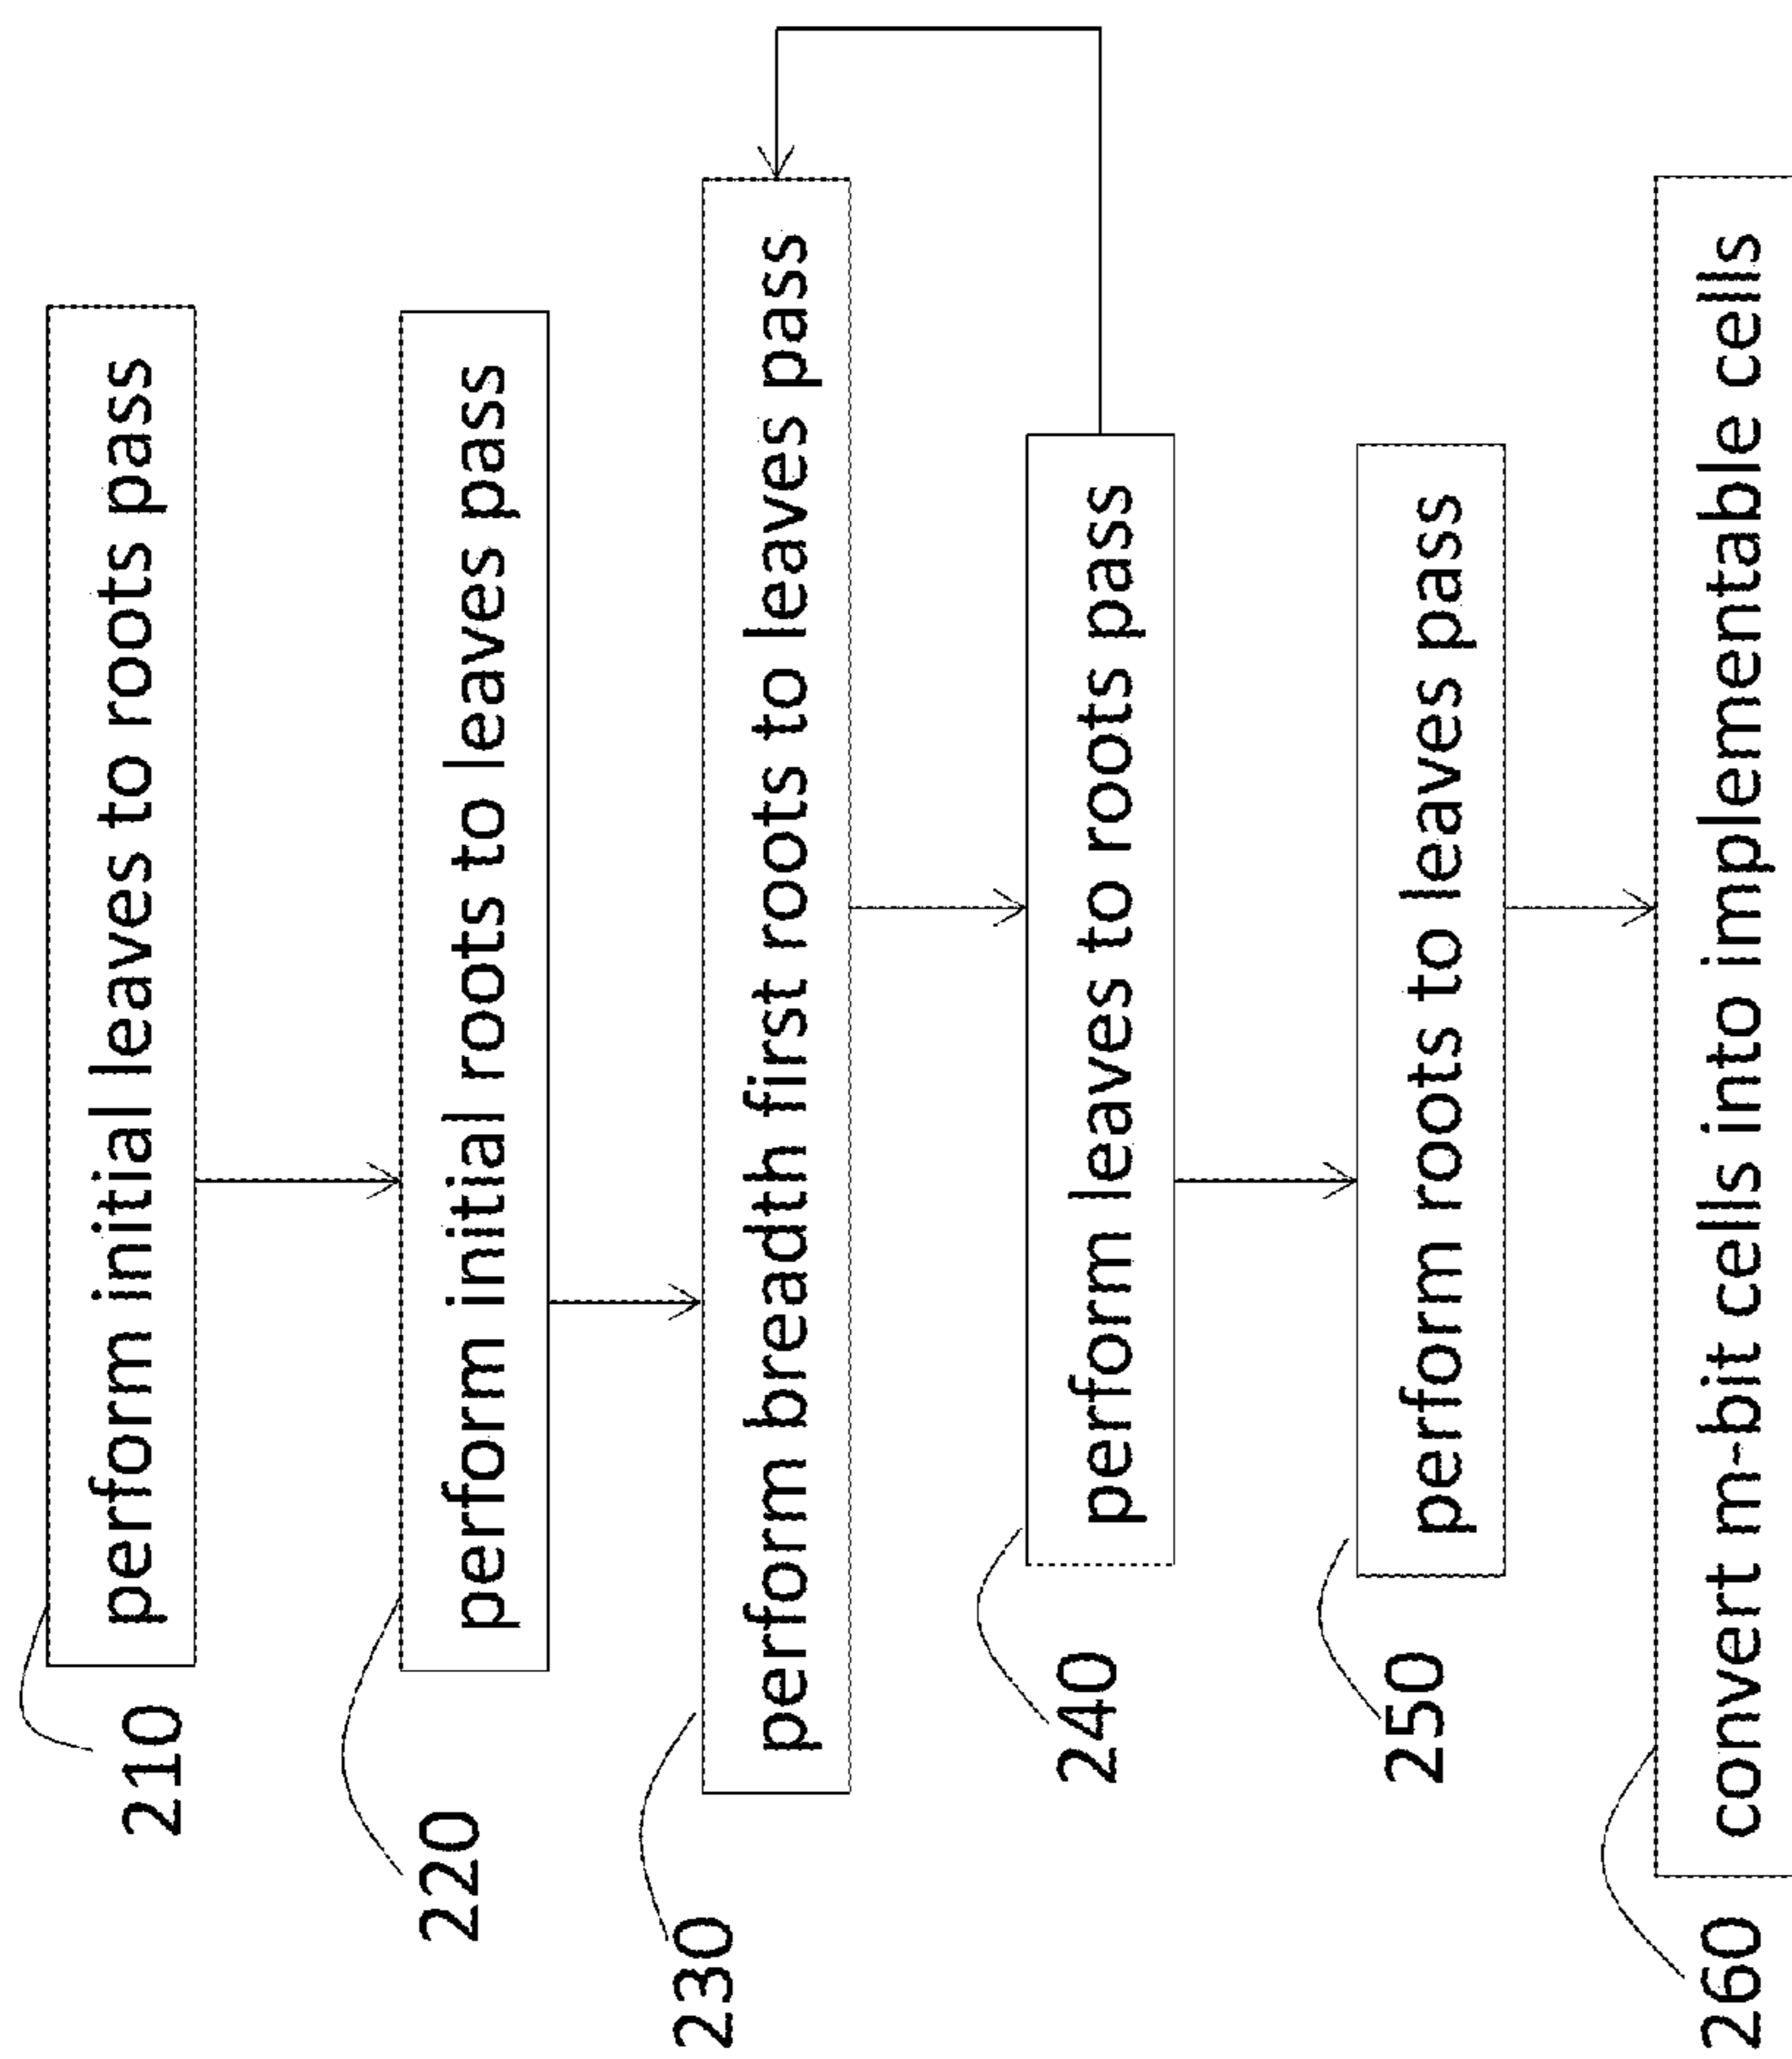 210
perform initial leaves to roots pass
220
perform initial roots to leaves pass
230
perform breadth first roots to leaves pass
240
perform leaves to roots pass
250
perform roots to leaves pass
260
convert m-bit cells into implementable cells